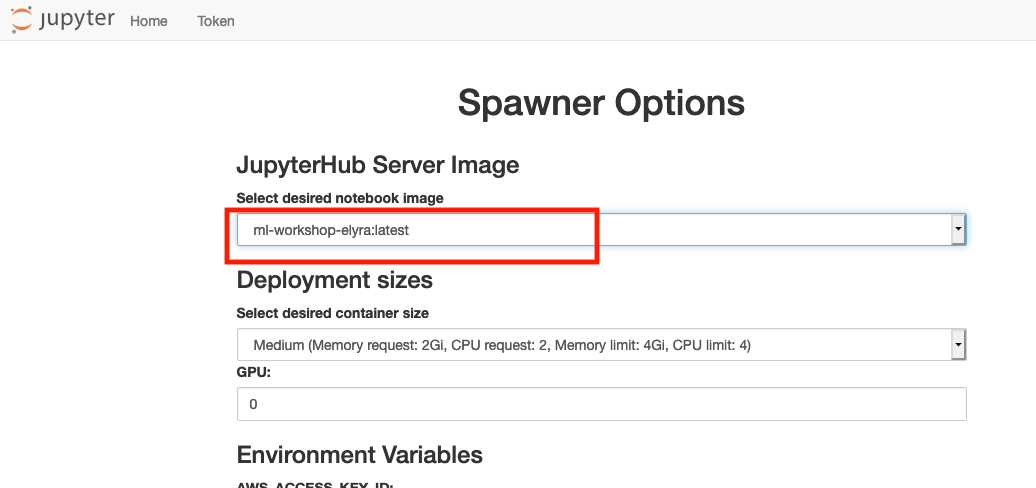 jupyter Home Token
Spawner Options
JupyterHub Server Image
Select desired notebook image
ml-workshop-elyra:latest
Deployment sizes
Select desired container size
Medium (Memory request: 2Gi, CPU request: 2, Memory limit: 4Gi, CPU limit: 4)
GPU:
0
Environment Variables
AWS_ACCESS_KEY_ID: